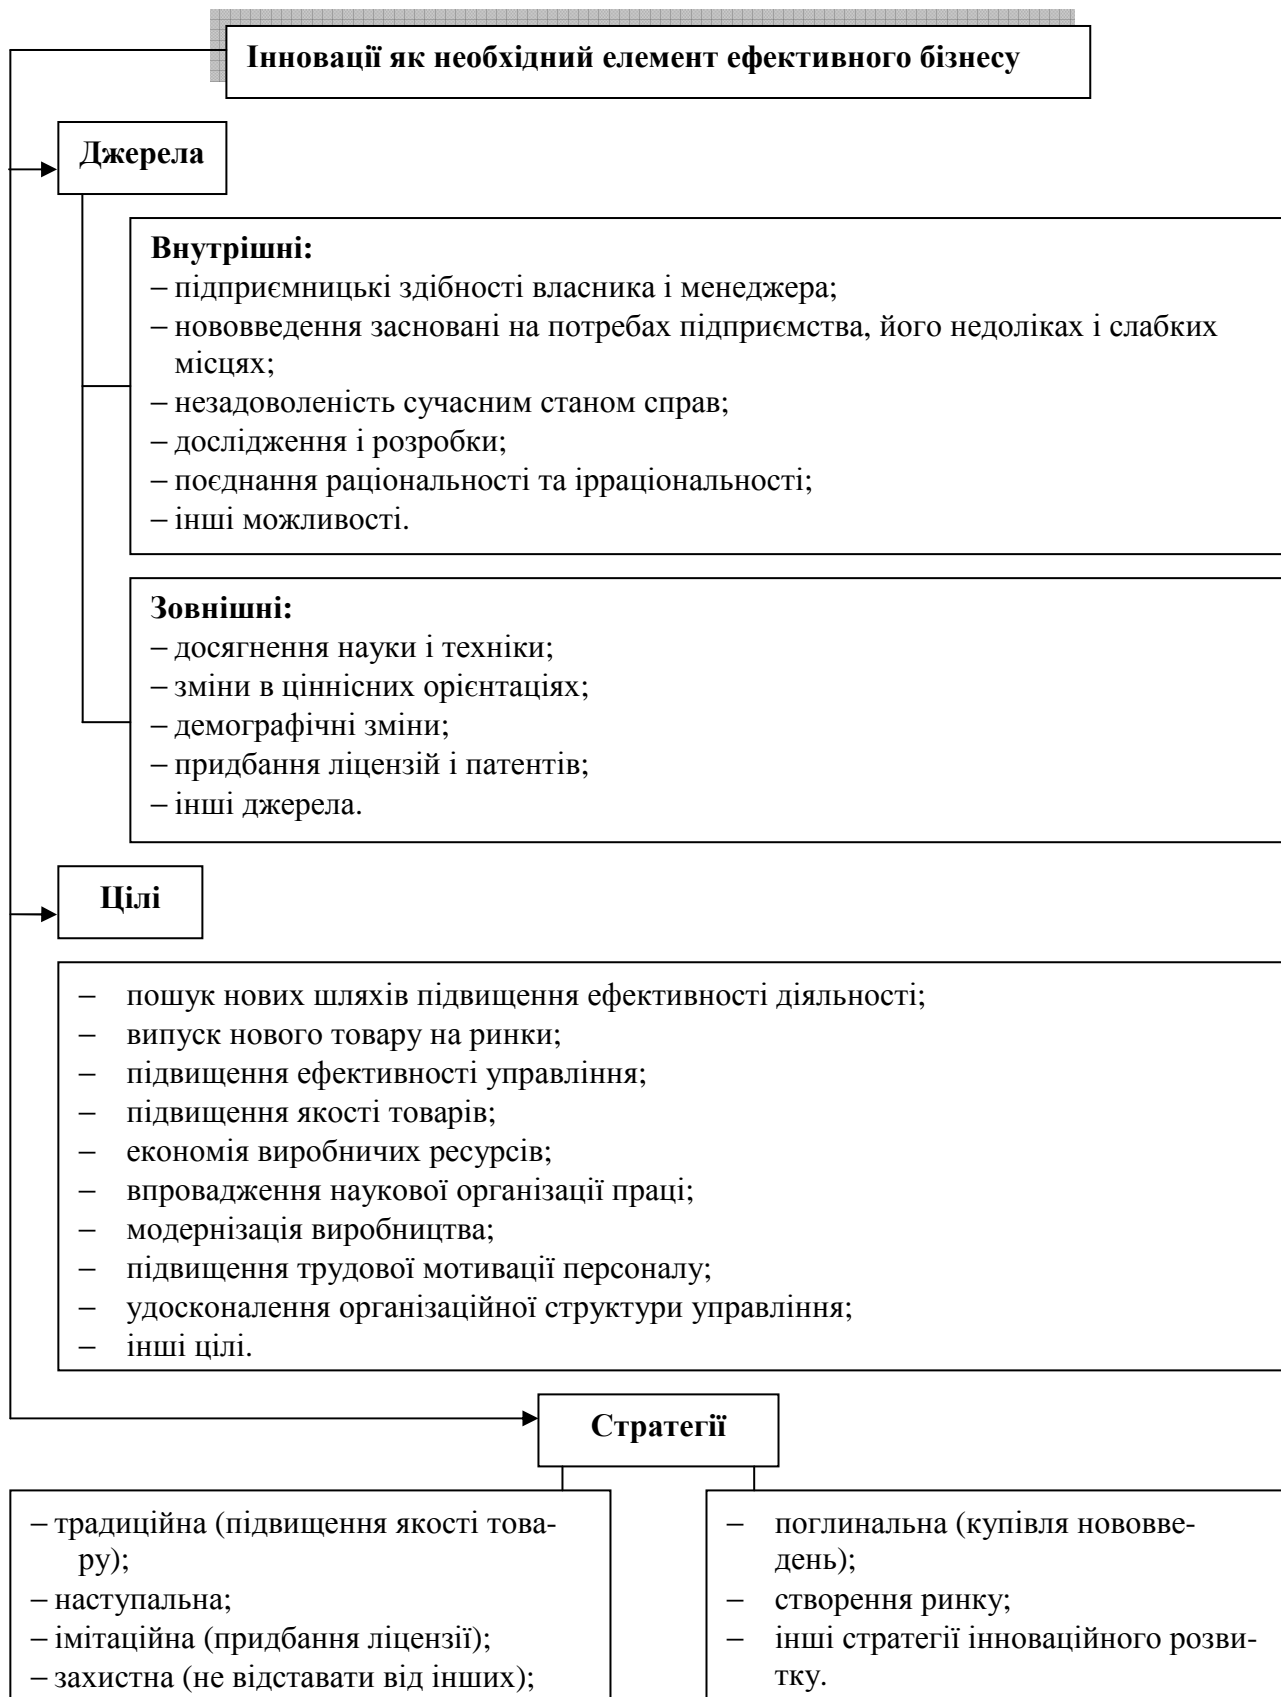 Інновації як необхідний елемент ефективного бізнесу
Джерела
Внутрішні:
– підприємницькі здібності власника і менеджера;
– нововведення засновані на потребах підприємства, його недоліках і слабких
місцях;
– незадоволеність сучасним станом справ;
– дослідження і розробки;
– поєднання раціональності та ірраціональності;
– інші можливості.
Зовнішні:
– досягнення науки і техніки;
– зміни в ціннісних орієнтаціях;
– демографічні зміни;
– придбання ліцензій і патентів;
– інші джерела.
Цілі
– пошук нових шляхів підвищення ефективності діяльності;
– випуск нового товару на ринки;
– підвищення ефективності управління;
– підвищення якості товарів;
– економія виробничих ресурсів;
– впровадження наукової організації праці;
– модернізація виробництва;
– підвищення трудової мотивації персоналу;
– удосконалення організаційної структури управління;
– інші цілі.
Стратегії
– традиційна (підвищення якості това-
ру);
– наступальна;
– імітаційна (придбання ліцензії);
– захистна (не відставати від інших);
– поглинальна (купівля нововве-
день);
– створення ринку;
– інші стратегії інноваційного розви-
тку.